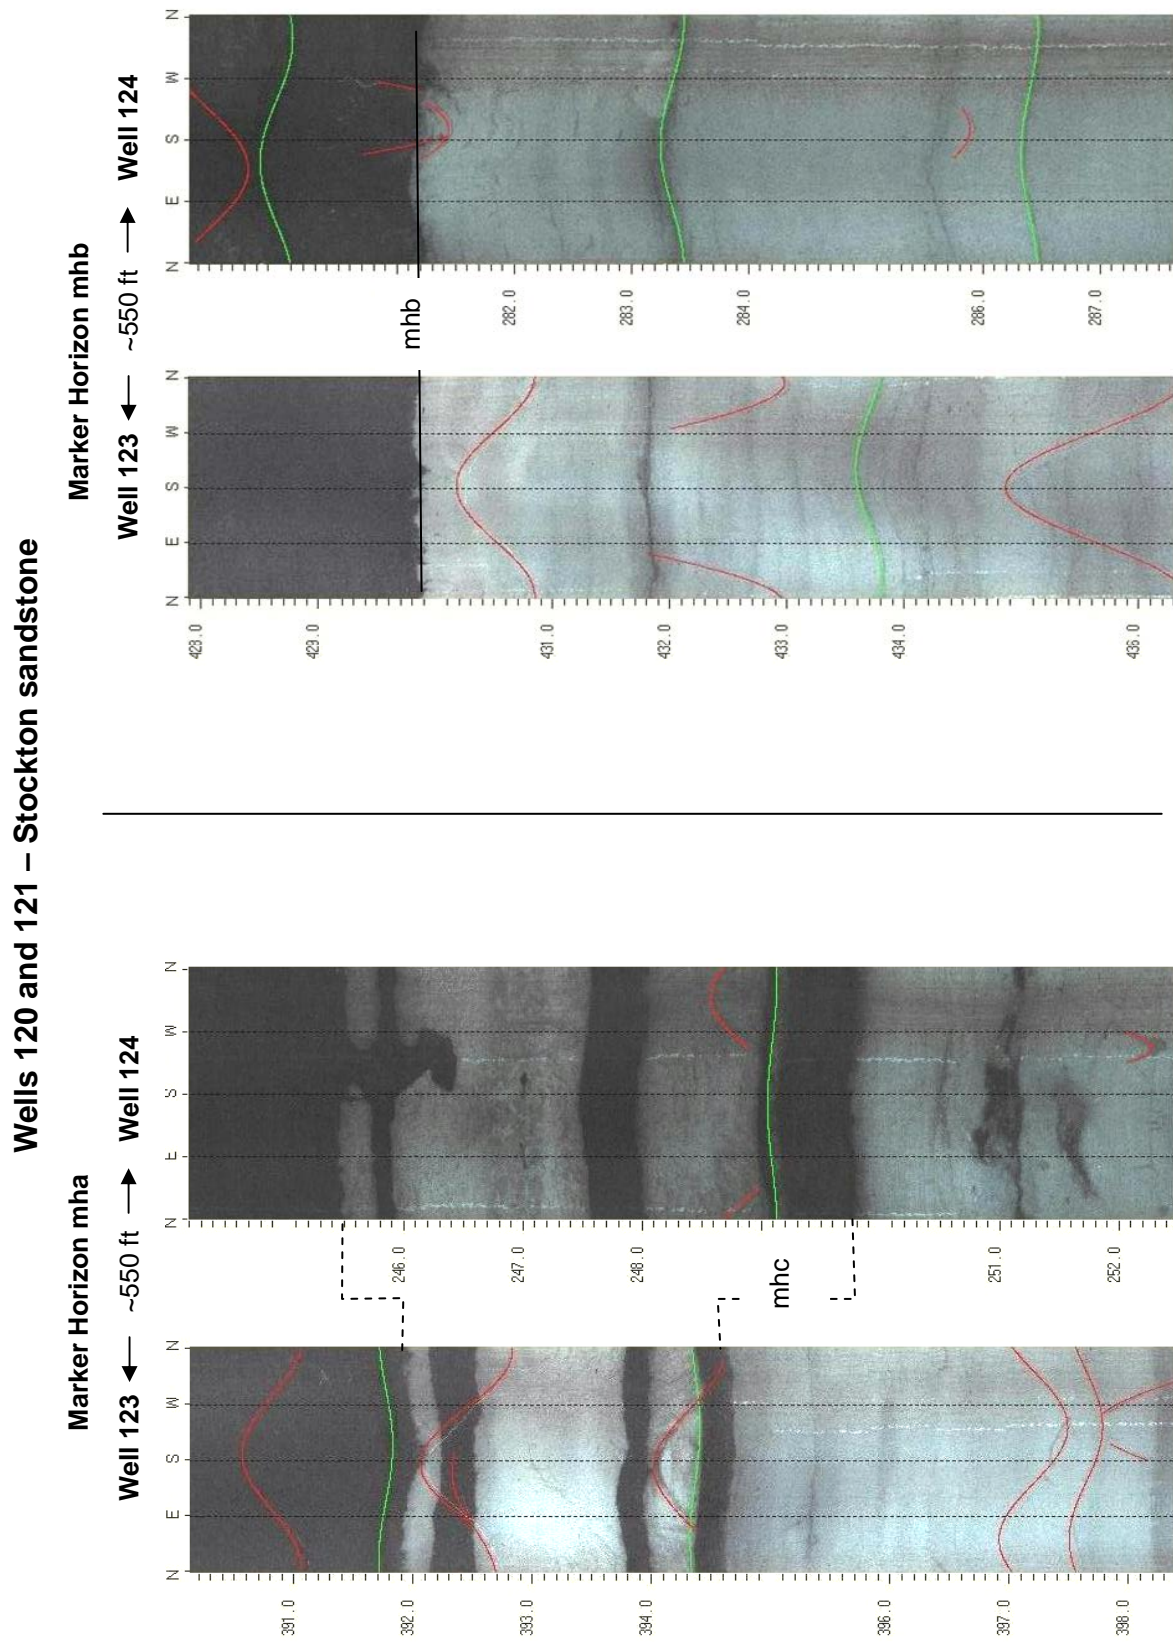 Wells 120 and 121 – Stockton sandstone
Marker Horizon mha
Well 123 ← ~550 ft → Well 124
N E S W N
391.0
392.0
393.0
394.0
396.0
397.0
398.0
N E S W N
246.0
247.0
248.0
251.0
252.0
mhc
Marker Horizon mhb
Well 123 ← ~550 ft → Well 124
N E S W N
428.0
429.0
431.0
432.0
433.0
434.0
436.0
N E S W N
282.0
283.0
284.0
286.0
287.0
mhb